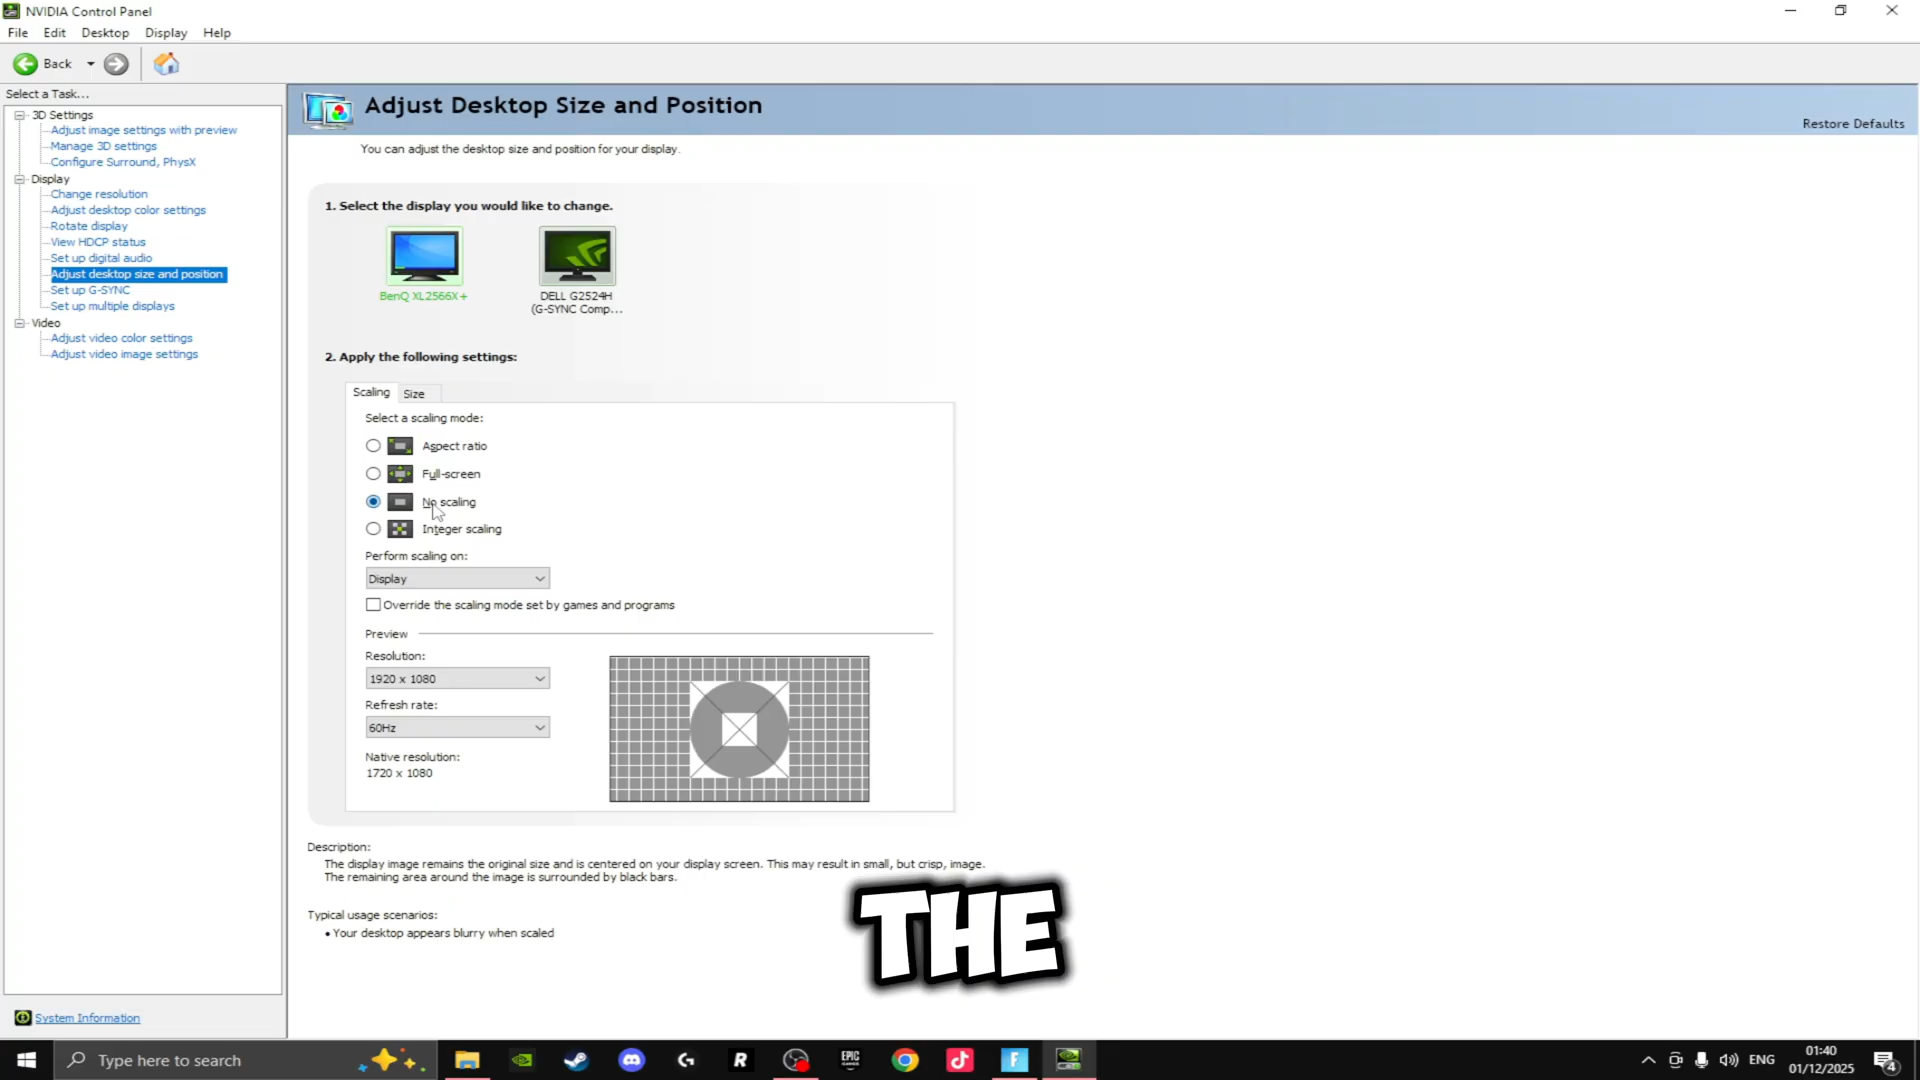 NVIDIA Control Panel
File Edit Desktop Display Help
Back
Select a Task...
3D Settings
Adjust image settings with preview
Manage 3D settings
Configure Surround, PhysX
Display
Change resolution
Adjust desktop color settings
Rotate display
View HDCP status
Set up digital audio
Adjust desktop size and position
Set up G-SYNC
Set up multiple displays
Video
Adjust video color settings
Adjust video image settings
System Information
Adjust Desktop Size and Position
Restore Defaults
You can adjust the desktop size and position for your display.
1. Select the display you would like to change.
BenQ XL2566X+
DELL G2524H
(G-SYNC Comp...
2. Apply the following settings:
Scaling Size
Select a scaling mode:
Aspect ratio
Full-screen
No scaling
Integer scaling
Perform scaling on:
Display
Override the scaling mode set by games and programs
Preview
Resolution:
1920 x 1080
Refresh rate:
60Hz
Native resolution:
1720 x 1080
Description:
The display image remains the original size and is centered on your display screen. This may result in small, but crisp, image.
The remaining area around the image is surrounded by black bars.
Typical usage scenarios:
• Your desktop appears blurry when scaled
THE
Type here to search
EPIC
GAMES
ENG
01:40
01/12/2025
4